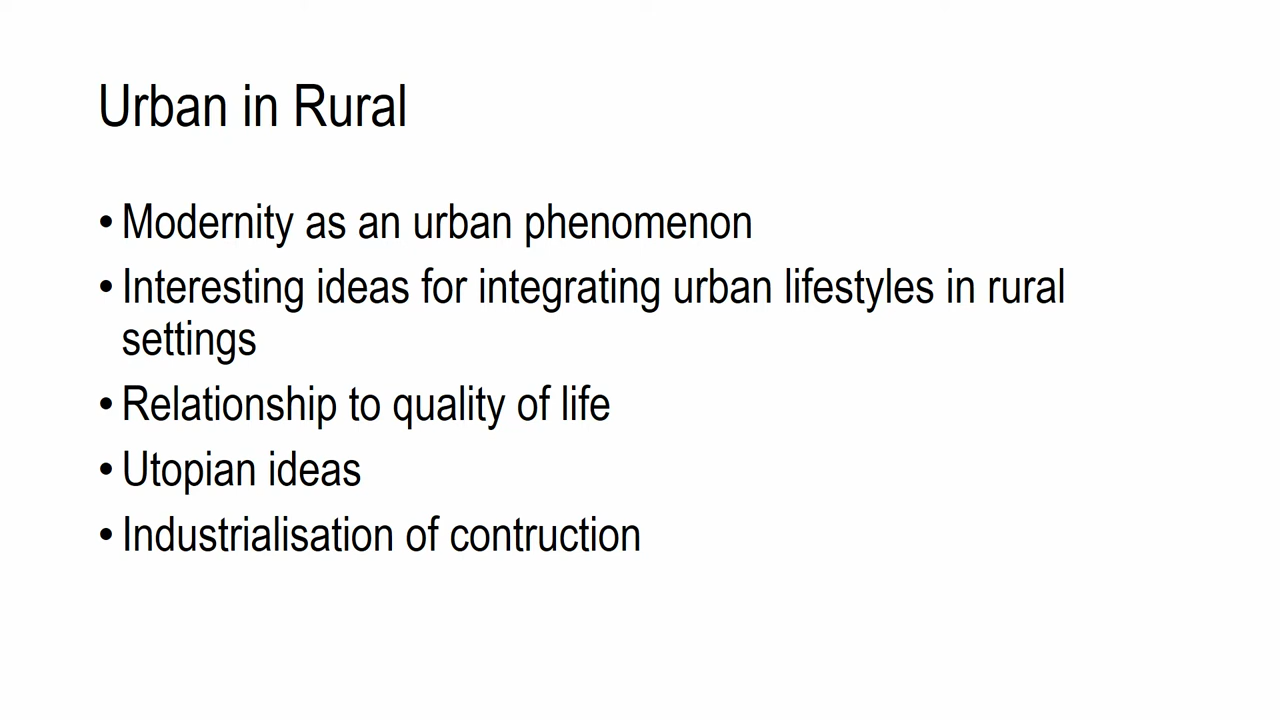 Urban in Rural
• Modernity as an urban phenomenon
• Interesting ideas for integrating urban lifestyles in rural
settings
• Relationship to quality of life
• Utopian ideas
• Industrialisation of contruction